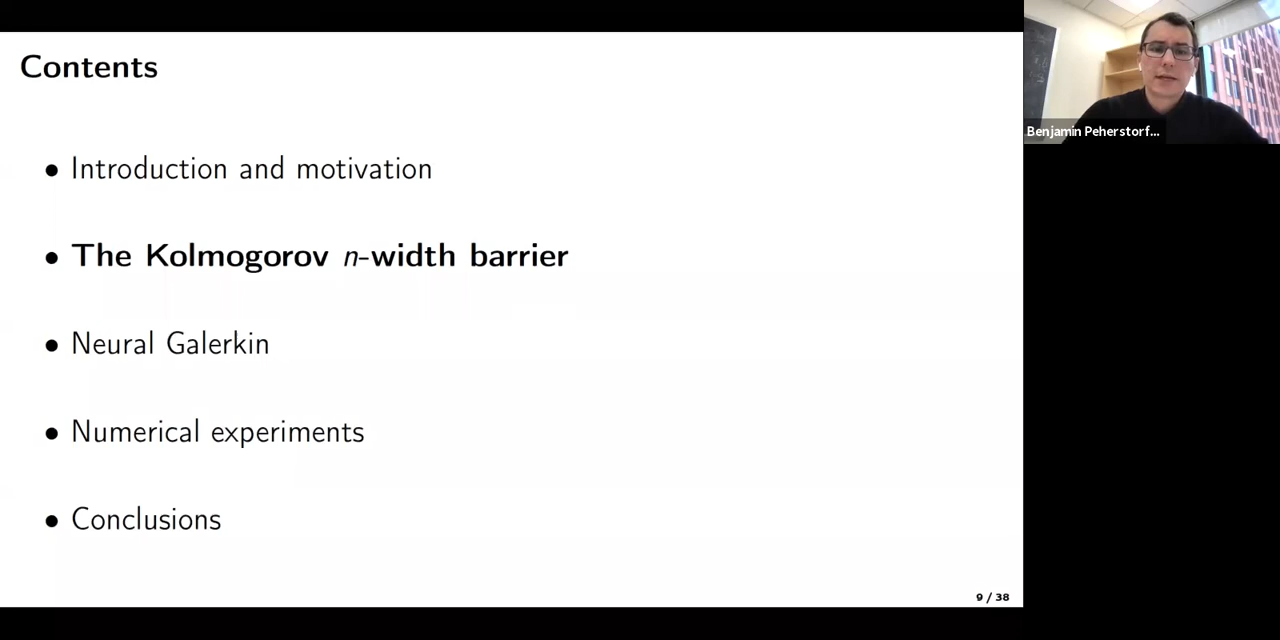 Contents
• Introduction and motivation
• The Kolmogorov n-width barrier
• Neural Galerkin
• Numerical experiments
• Conclusions
9 / 38
Benjamin Peherstorf...